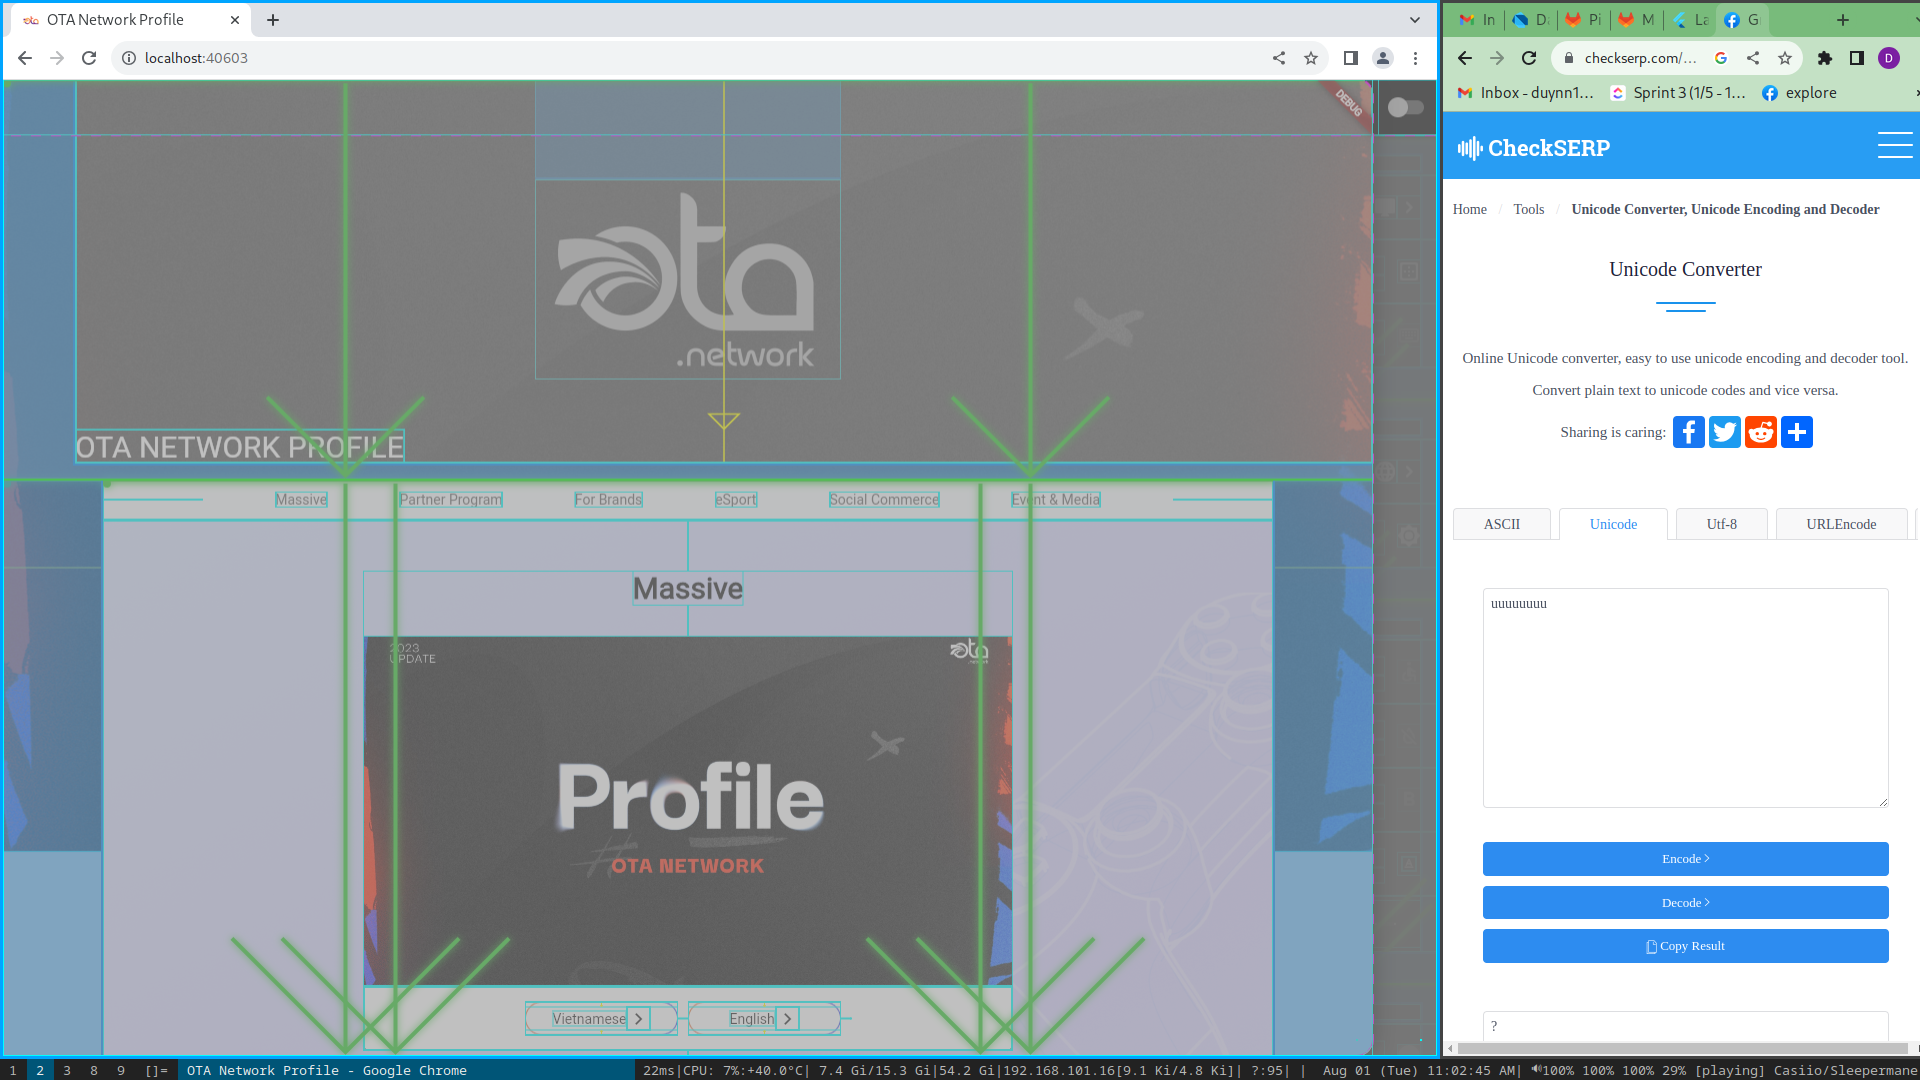 OTA Network Profile
localhost:40603
DEBUG
ota
.network
OTA NETWORK PROFILE
Massive
Partner Program
For Brands
eSport
Social Commerce
Event & Media
Massive
2023
UPDATE
ota
Profile
OTA NETWORK
Vietnamese
English
In
D
Pi
M
La
G
checkserp.com/...
D
Inbox - duynn1...
Sprint 3 (1/5 - 1...
explore
CheckSERP
Home / Tools / Unicode Converter, Unicode Encoding and Decoder
Unicode Converter
Online Unicode converter, easy to use unicode encoding and decoder tool.
Convert plain text to unicode codes and vice versa.
Sharing is caring:
ASCII
Unicode
Utf-8
URLEncode
uuuuuuuu
Encode
Decode
Copy Result
?
1 2 3 8 9 []= OTA Network Profile - Google Chrome
22ms|CPU: 7%:+40.0°C| 7.4 Gi/15.3 Gi|54.2 Gi|192.168.101.16[9.1 Ki/4.8 Ki]| ?:95| | Aug 01 (Tue) 11:02:45 AM| 100% 100% 100% 29% [playing] Casiio/Sleepermane